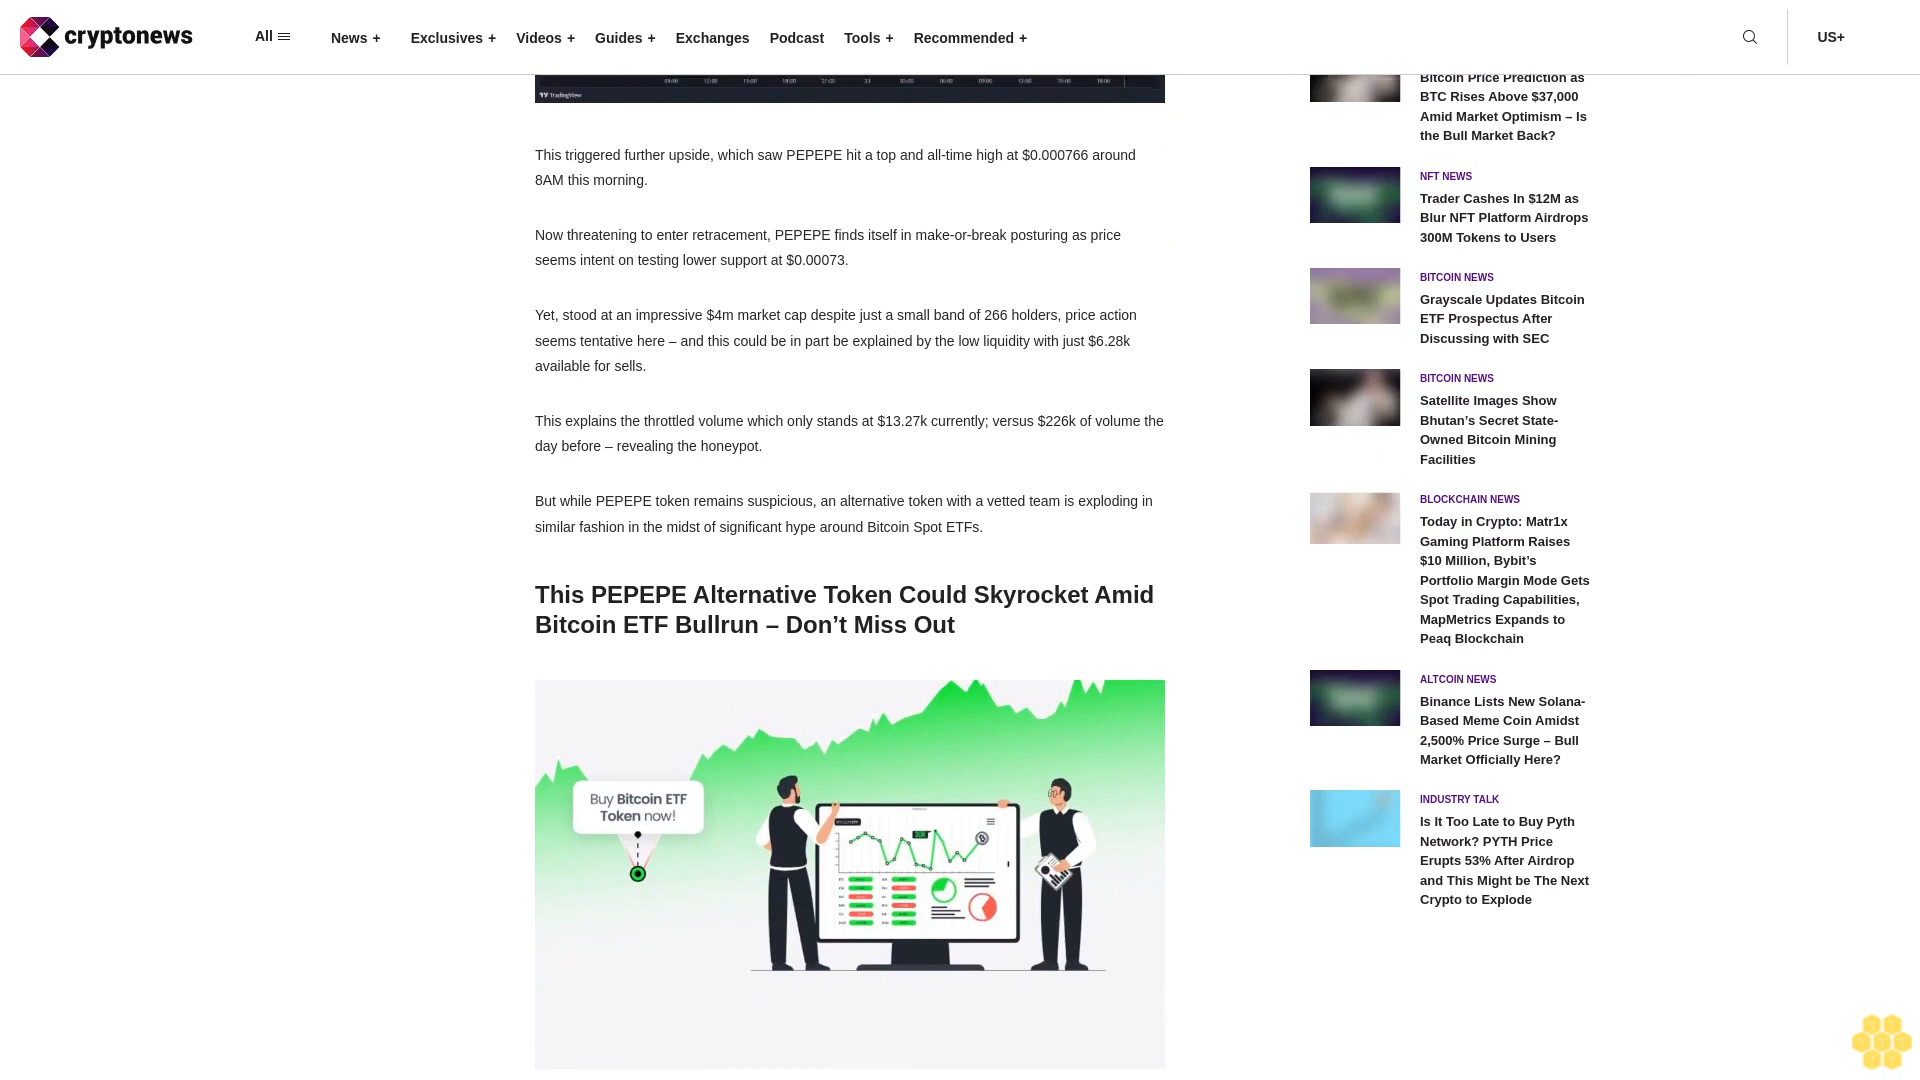 cryptonews
All
News +
Exclusives +
Videos +
Guides +
Exchanges
Podcast
Tools +
Recommended +
US+
TradingView
This triggered further upside, which saw PEPEPE hit a top and all-time high at $0.000766 around
8AM this morning.
Now threatening to enter retracement, PEPEPE finds itself in make-or-break posturing as price
seems intent on testing lower support at $0.00073.
Yet, stood at an impressive $4m market cap despite just a small band of 266 holders, price action
seems tentative here – and this could be in part be explained by the low liquidity with just $6.28k
available for sells.
This explains the throttled volume which only stands at $13.27k currently; versus $226k of volume the
day before – revealing the honeypot.
But while PEPEPE token remains suspicious, an alternative token with a vetted team is exploding in
similar fashion in the midst of significant hype around Bitcoin Spot ETFs.
This PEPEPE Alternative Token Could Skyrocket Amid
Bitcoin ETF Bullrun – Don’t Miss Out
Buy Bitcoin ETF
Token now!
Bitcoin Price Prediction as
BTC Rises Above $37,000
Amid Market Optimism – Is
the Bull Market Back?
NFT NEWS
Trader Cashes In $12M as
Blur NFT Platform Airdrops
300M Tokens to Users
BITCOIN NEWS
Grayscale Updates Bitcoin
ETF Prospectus After
Discussing with SEC
BITCOIN NEWS
Satellite Images Show
Bhutan’s Secret State-
Owned Bitcoin Mining
Facilities
BLOCKCHAIN NEWS
Today in Crypto: Matr1x
Gaming Platform Raises
$10 Million, Bybit’s
Portfolio Margin Mode Gets
Spot Trading Capabilities,
MapMetrics Expands to
Peaq Blockchain
ALTCOIN NEWS
Binance Lists New Solana-
Based Meme Coin Amidst
2,500% Price Surge – Bull
Market Officially Here?
INDUSTRY TALK
Is It Too Late to Buy Pyth
Network? PYTH Price
Erupts 53% After Airdrop
and This Might be The Next
Crypto to Explode